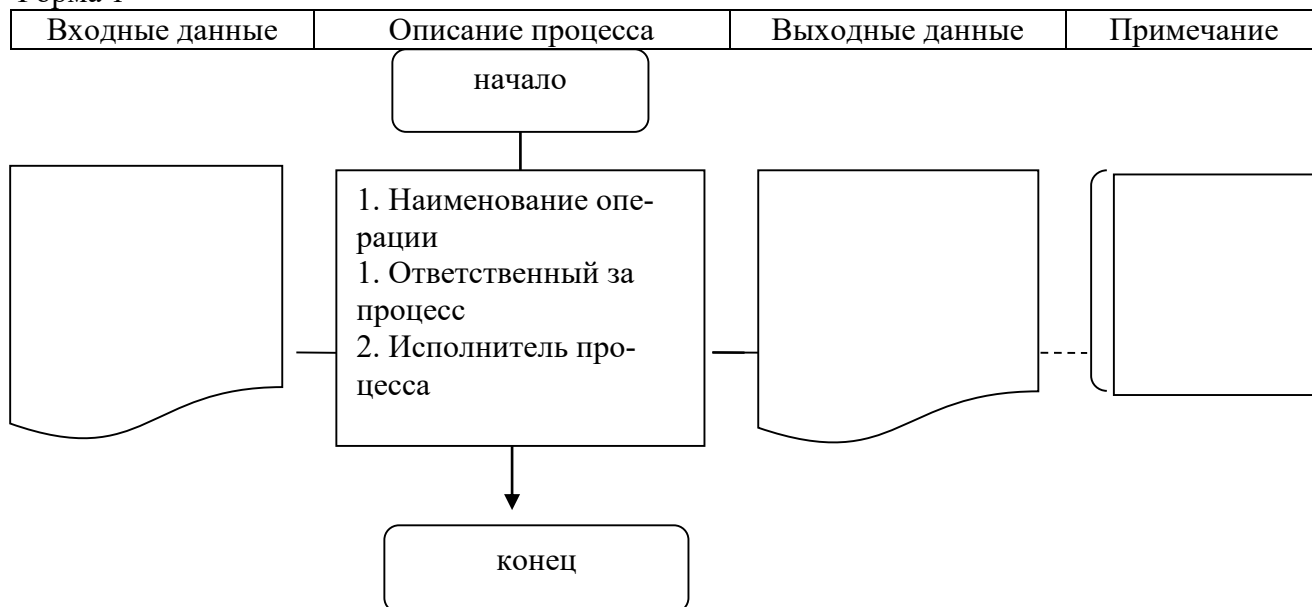 Форма 1
Входные данные Описание процесса Выходные данные Примечание
начало
1. Наименование опе-
рации
1. Ответственный за
процесс
2. Исполнитель про-
цесса
конец